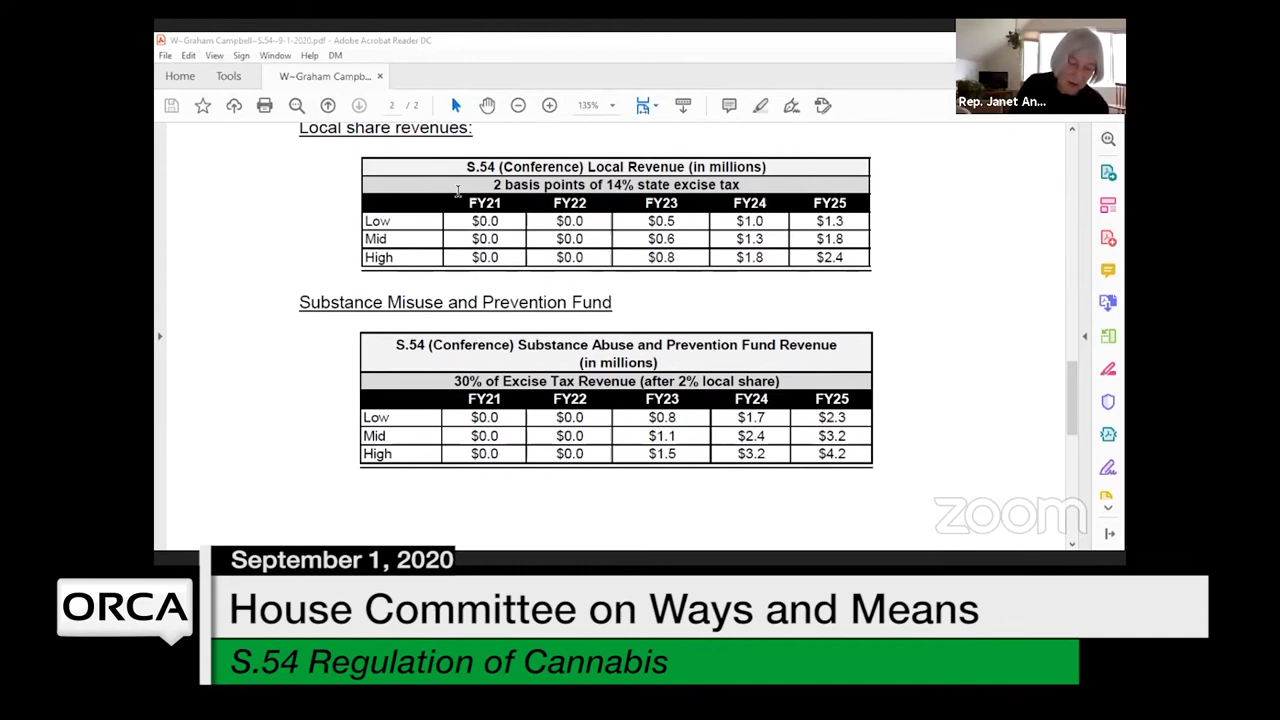 W~Graham Campbell~S.54~9-1-2020.pdf - Adobe Acrobat Reader DC
File Edit View Sign Window Help DM
Home Tools W~Graham Campb... ×
2 / 2 135%
Rep. Janet An...
Local share revenues:
S.54 (Conference) Local Revenue (in millions)
2 basis points of 14% state excise tax
FY21 FY22 FY23 FY24 FY25
Low $0.0 $0.0 $0.5 $1.0 $1.3
Mid $0.0 $0.0 $0.6 $1.3 $1.8
High $0.0 $0.0 $0.8 $1.8 $2.4
Substance Misuse and Prevention Fund
S.54 (Conference) Substance Abuse and Prevention Fund Revenue
(in millions)
30% of Excise Tax Revenue (after 2% local share)
FY21 FY22 FY23 FY24 FY25
Low $0.0 $0.0 $0.8 $1.7 $2.3
Mid $0.0 $0.0 $1.1 $2.4 $3.2
High $0.0 $0.0 $1.5 $3.2 $4.2
zoom
September 1, 2020
ORCA
House Committee on Ways and Means
S.54 Regulation of Cannabis